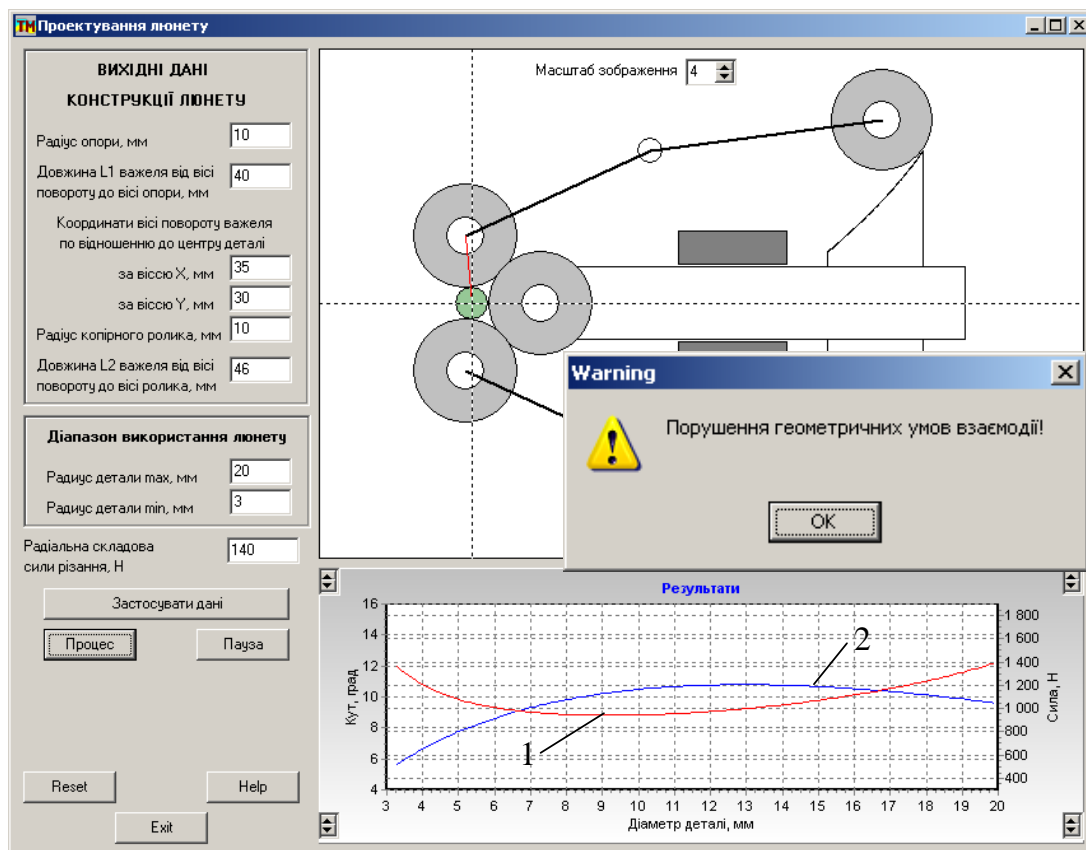 TM Проектування люнету
ВИХІДНІ ДАНІ
КОНСТРУКЦІЇ ЛЮНЕТУ
Радіус опори, мм 10
Довжина L1 важеля від вісі
повороту до вісі опори, мм 40
Координати вісі повороту важеля
по відношенню до центру деталі
за віссю X, мм 35
за віссю Y, мм 30
Радіус копірного ролика, мм 10
Довжина L2 важеля від вісі
повороту до вісі ролика, мм 46
Діапазон використання люнету
Радиус детали max, мм 20
Радиус детали min, мм 3
Радіальна складова
сили різання, Н 140
Застосувати дані
Процес Пауза
Reset Help
Exit
Масштаб зображення 4
Warning
Порушення геометричних умов взаємодії!
OK
Результати
Кут, град
16
14
12
10
8
6
4
1 800
1 600
1 400
1 200
1 000
800
600
400
Сила, Н
2
1
3 4 5 6 7 8 9 10 11 12 13 14 15 16 17 18 19 20
Діаметр деталі, мм